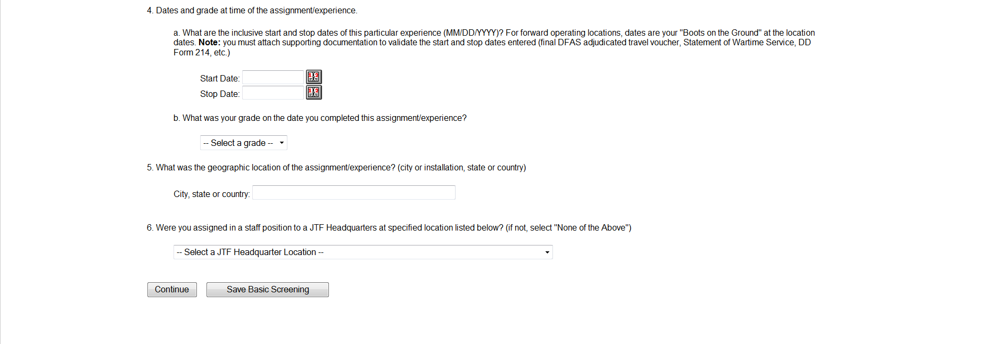 4. Dates and grade at time of the assignment/experience.
a. What are the inclusive start and stop dates of this particular experience (MM/DD/YYYY)? For forward operating locations, dates are your "Boots on the Ground" at the location
dates. Note: you must attach supporting documentation to validate the start and stop dates entered (final DFAS adjudicated travel voucher, Statement of Wartime Service, DD
Form 214, etc.)
Start Date:
Stop Date:
b. What was your grade on the date you completed this assignment/experience?
-- Select a grade --
5. What was the geographic location of the assignment/experience? (city or installation, state or country)
City, state or country:
6. Were you assigned in a staff position to a JTF Headquarters at specified location listed below? (if not, select "None of the Above")
-- Select a JTF Headquarter Location --
Continue Save Basic Screening